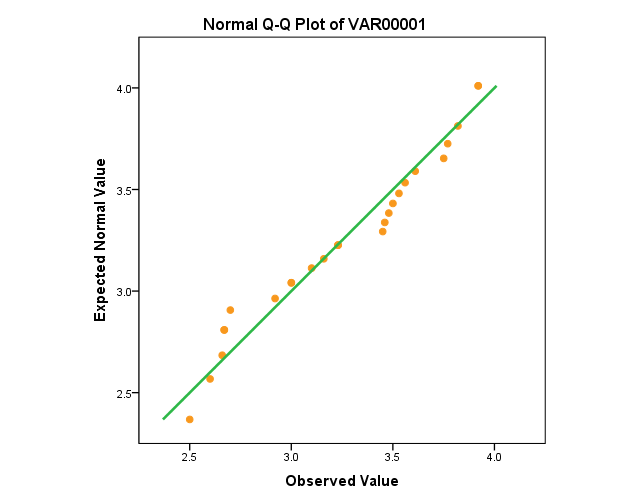 Normal Q-Q Plot of VAR00001
Expected Normal Value
4.0
3.5
3.0
2.5
2.5 3.0 3.5 4.0
Observed Value